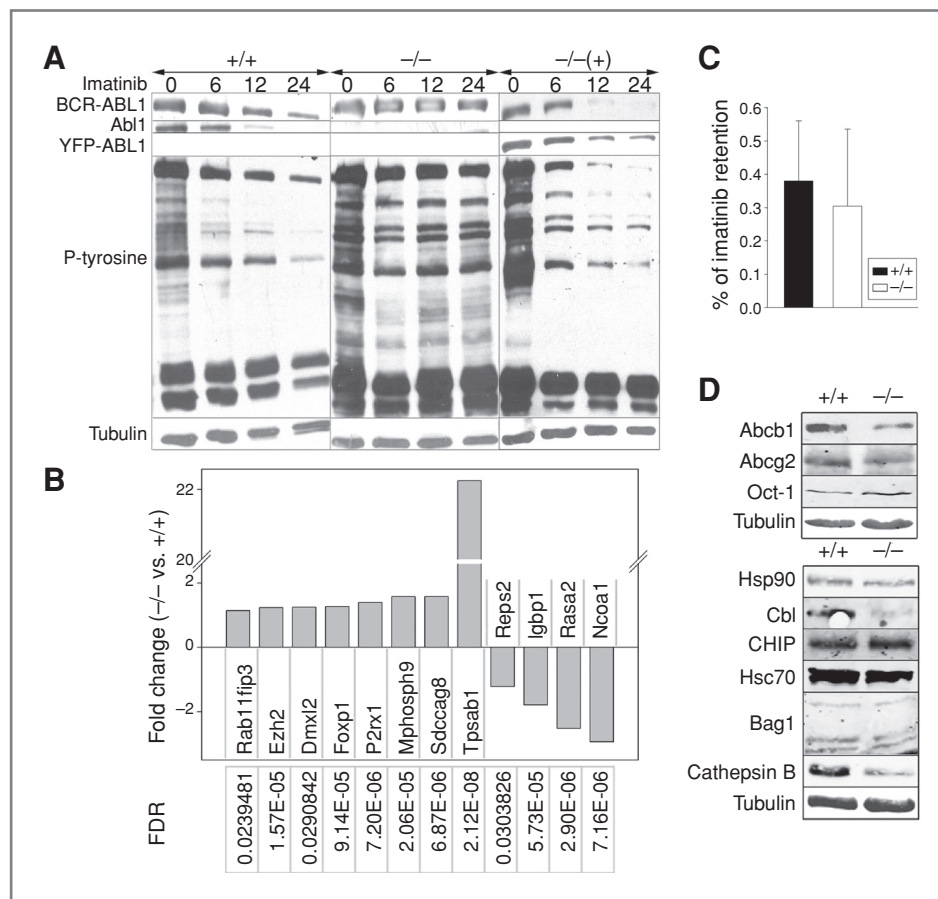 A
+/+
−/−
−/−(+)
Imatinib 0 6 12 24 0 6 12 24 0 6 12 24
BCR-ABL1
Abl1
YFP-ABL1
P-tyrosine
Tubulin
B
Fold change (−/− vs. +/+)
22
20
2
0
−2
Rab11fip3
Ezh2
Dmxl2
Foxp1
P2rx1
Mphosph9
Sdccag8
Tpsab1
Reps2
Igbp1
Rasa2
Ncoa1
FDR
0.0239481
1.57E-05
0.0290842
9.14E-05
7.20E-06
2.06E-05
6.87E-06
2.12E-08
0.0303826
5.73E-05
2.90E-06
7.16E-06
C
% of imatinib retention
0.6
0.5
0.4
0.3
0.2
0.1
0.0
+/+
−/−
D
+/+ −/−
Abcb1
Abcg2
Oct-1
Tubulin
+/+ −/−
Hsp90
Cbl
CHIP
Hsc70
Bag1
Cathepsin B
Tubulin